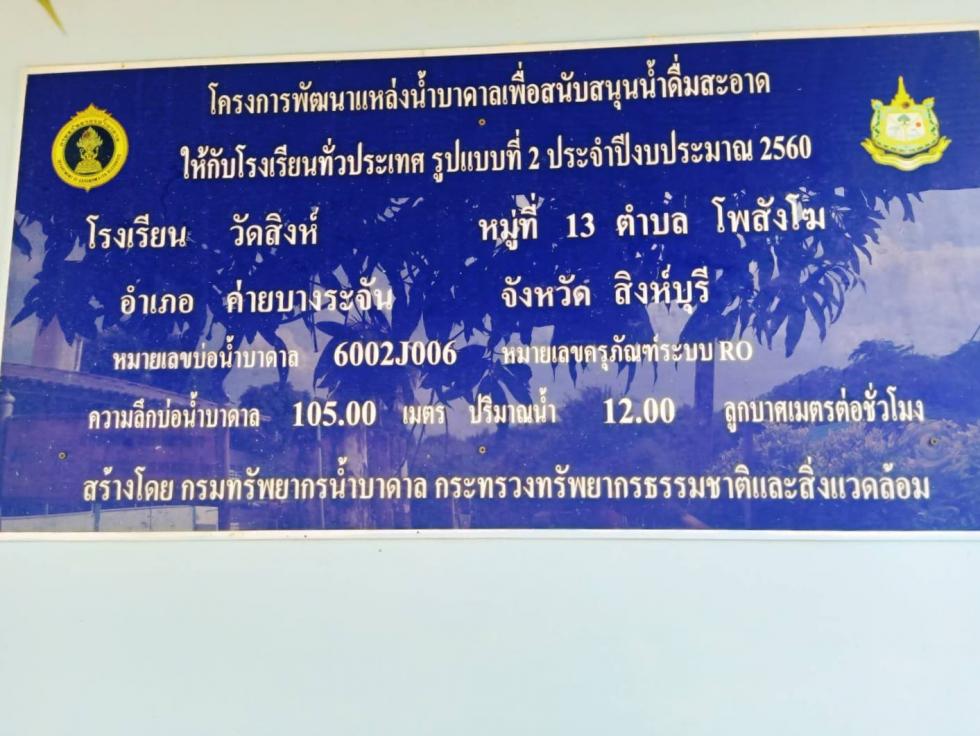 โครงการพัฒนาแหล่งน้ำบาดาลเพื่อสนับสนุนน้ำดื่มสะอาด
ให้กับโรงเรียนทั่วประเทศ รูปแบบที่ 2 ประจำปีงบประมาณ 2560
โรงเรียน วัดสิงห์ หมู่ที่ 13 ตำบล โพสังโฆ
อำเภอ ค่ายบางระจัน จังหวัด สิงห์บุรี
หมายเลขบ่อน้ำบาดาล 6002J006 หมายเลขครุภัณฑ์ระบบ RO
ความลึกบ่อน้ำบาดาล 105.00 เมตร ปริมาณน้ำ 12.00 ลูกบาศเมตรต่อชั่วโมง
สร้างโดย กรมทรัพยากรน้ำบาดาล กระทรวงทรัพยากรธรรมชาติและสิ่งแวดล้อม